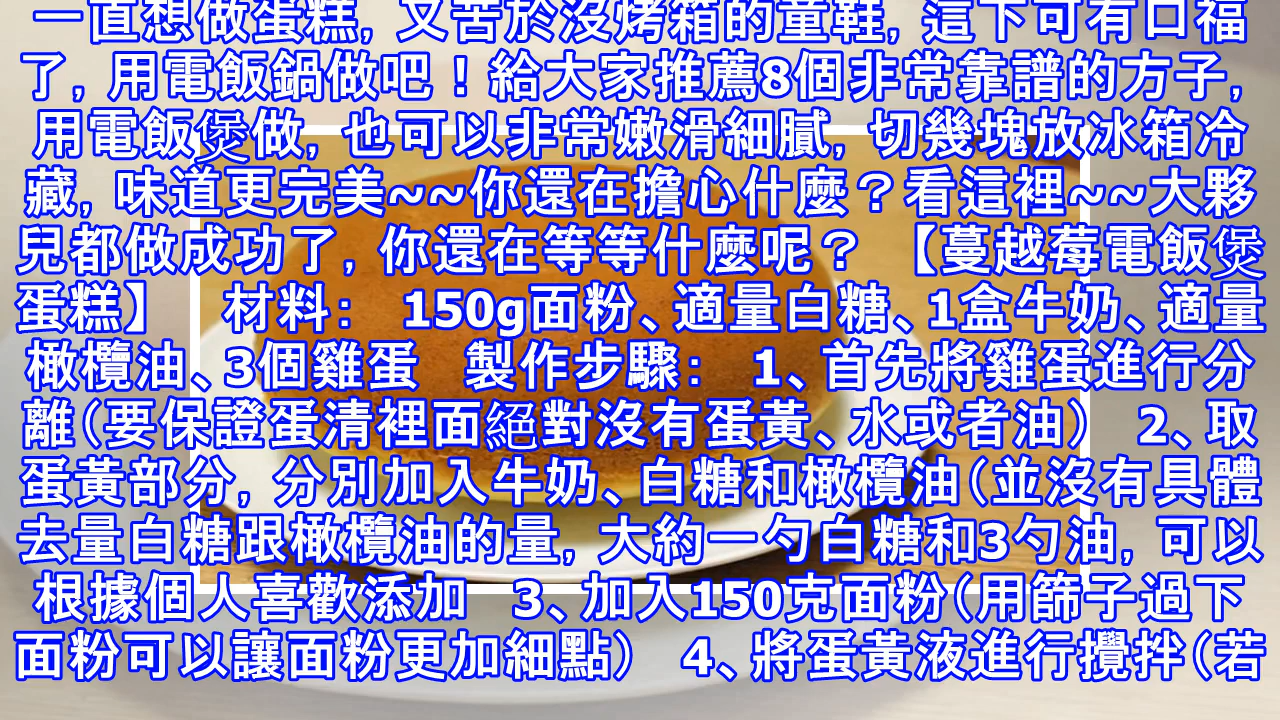 一直想做蛋糕, 又苦於沒烤箱的童鞋, 這下可有口福
了, 用電飯鍋做吧！給大家推薦8個非常靠譜的方子,
用電飯煲做, 也可以非常嫩滑細膩, 切幾塊放冰箱冷
藏, 味道更完美~~你還在擔心什麼？看這裡~~大夥
兒都做成功了, 你還在等等什麼呢？ 【蔓越莓電飯煲
蛋糕】 材料： 150g面粉、適量白糖、1盒牛奶、適量
橄欖油、3個雞蛋 製作步驟： 1、首先將雞蛋進行分
離（要保證蛋清裡面絕對沒有蛋黃、水或者油） 2、取
蛋黃部分, 分別加入牛奶、白糖和橄欖油（並沒有具體
去量白糖跟橄欖油的量, 大約一勺白糖和3勺油, 可以
根據個人喜歡添加 3、加入150克面粉（用篩子過下
面粉可以讓面粉更加細點） 4、將蛋黃液進行攪拌（若